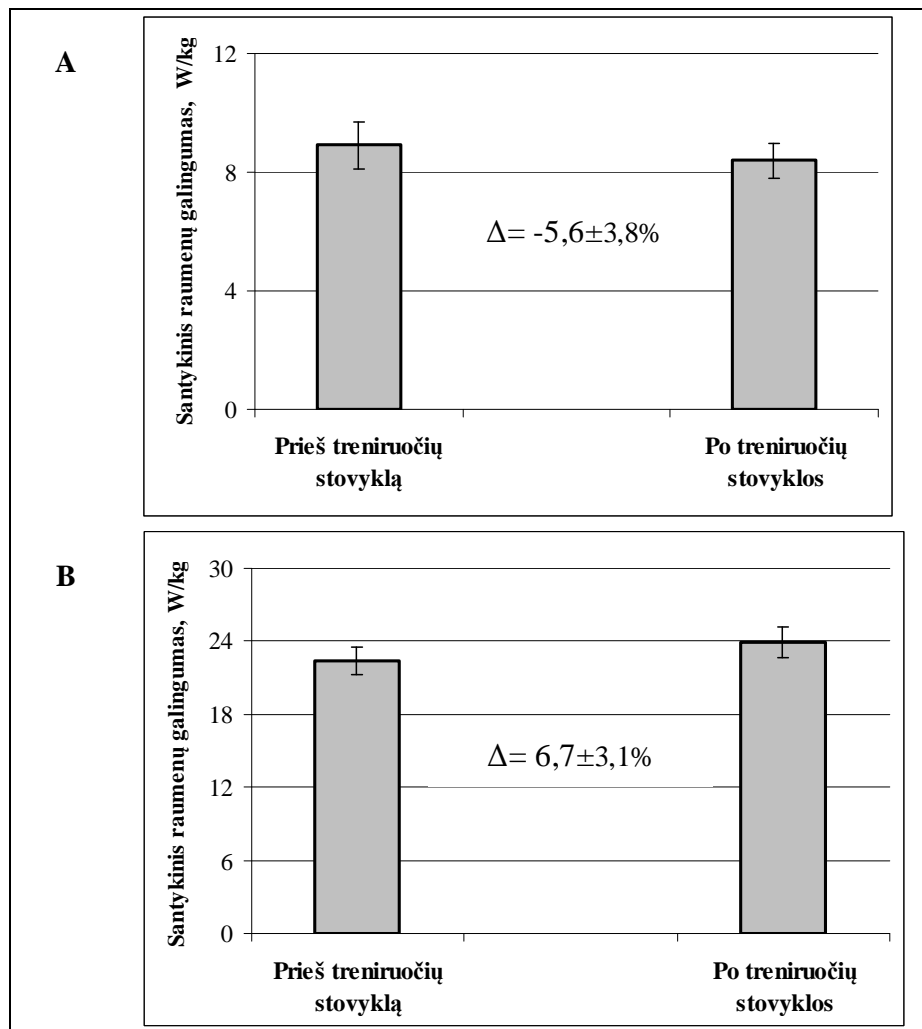 A
Santykinis raumenų galingumas, W/kg
12
8
4
0
Δ= -5,6±3,8%
Prieš treniruočių
stovyklą
Po treniruočių
stovyklos
B
Santykinis raumenų galingumas, W/kg
30
24
18
12
6
0
Δ= 6,7±3,1%
Prieš treniruočių
stovyklą
Po treniruočių
stovyklos